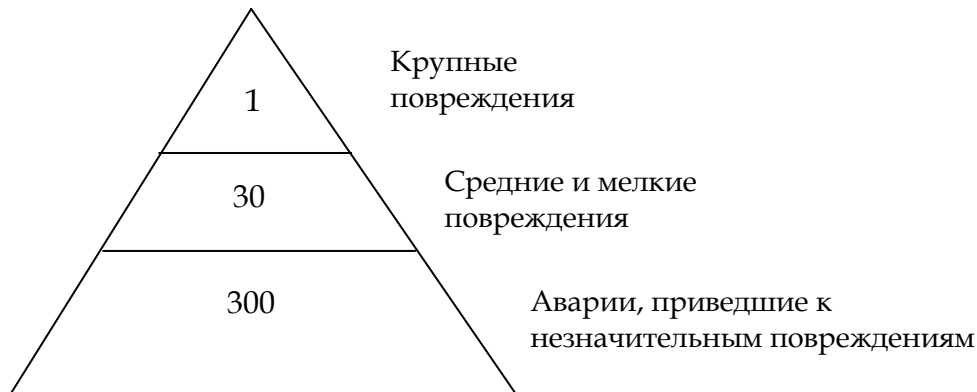 1
Крупные
повреждения
30
Средние и мелкие
повреждения
300
Аварии, приведшие к
незначительным повреждениям